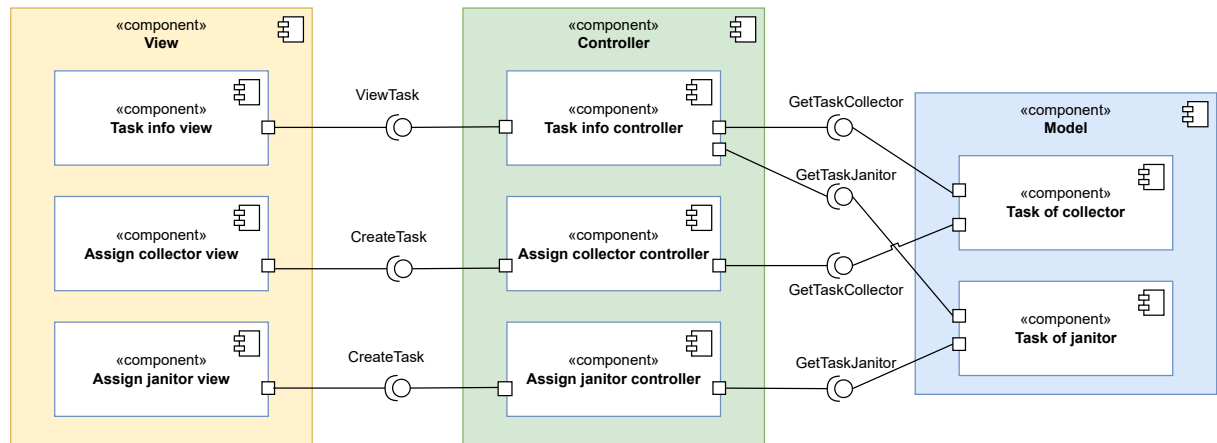 «component»
View
«component»
Task info view
«component»
Assign collector view
«component»
Assign janitor view
ViewTask
CreateTask
CreateTask
«component»
Controller
«component»
Task info controller
«component»
Assign collector controller
«component»
Assign janitor controller
GetTaskCollector
GetTaskJanitor
GetTaskCollector
GetTaskJanitor
«component»
Model
«component»
Task of collector
«component»
Task of janitor